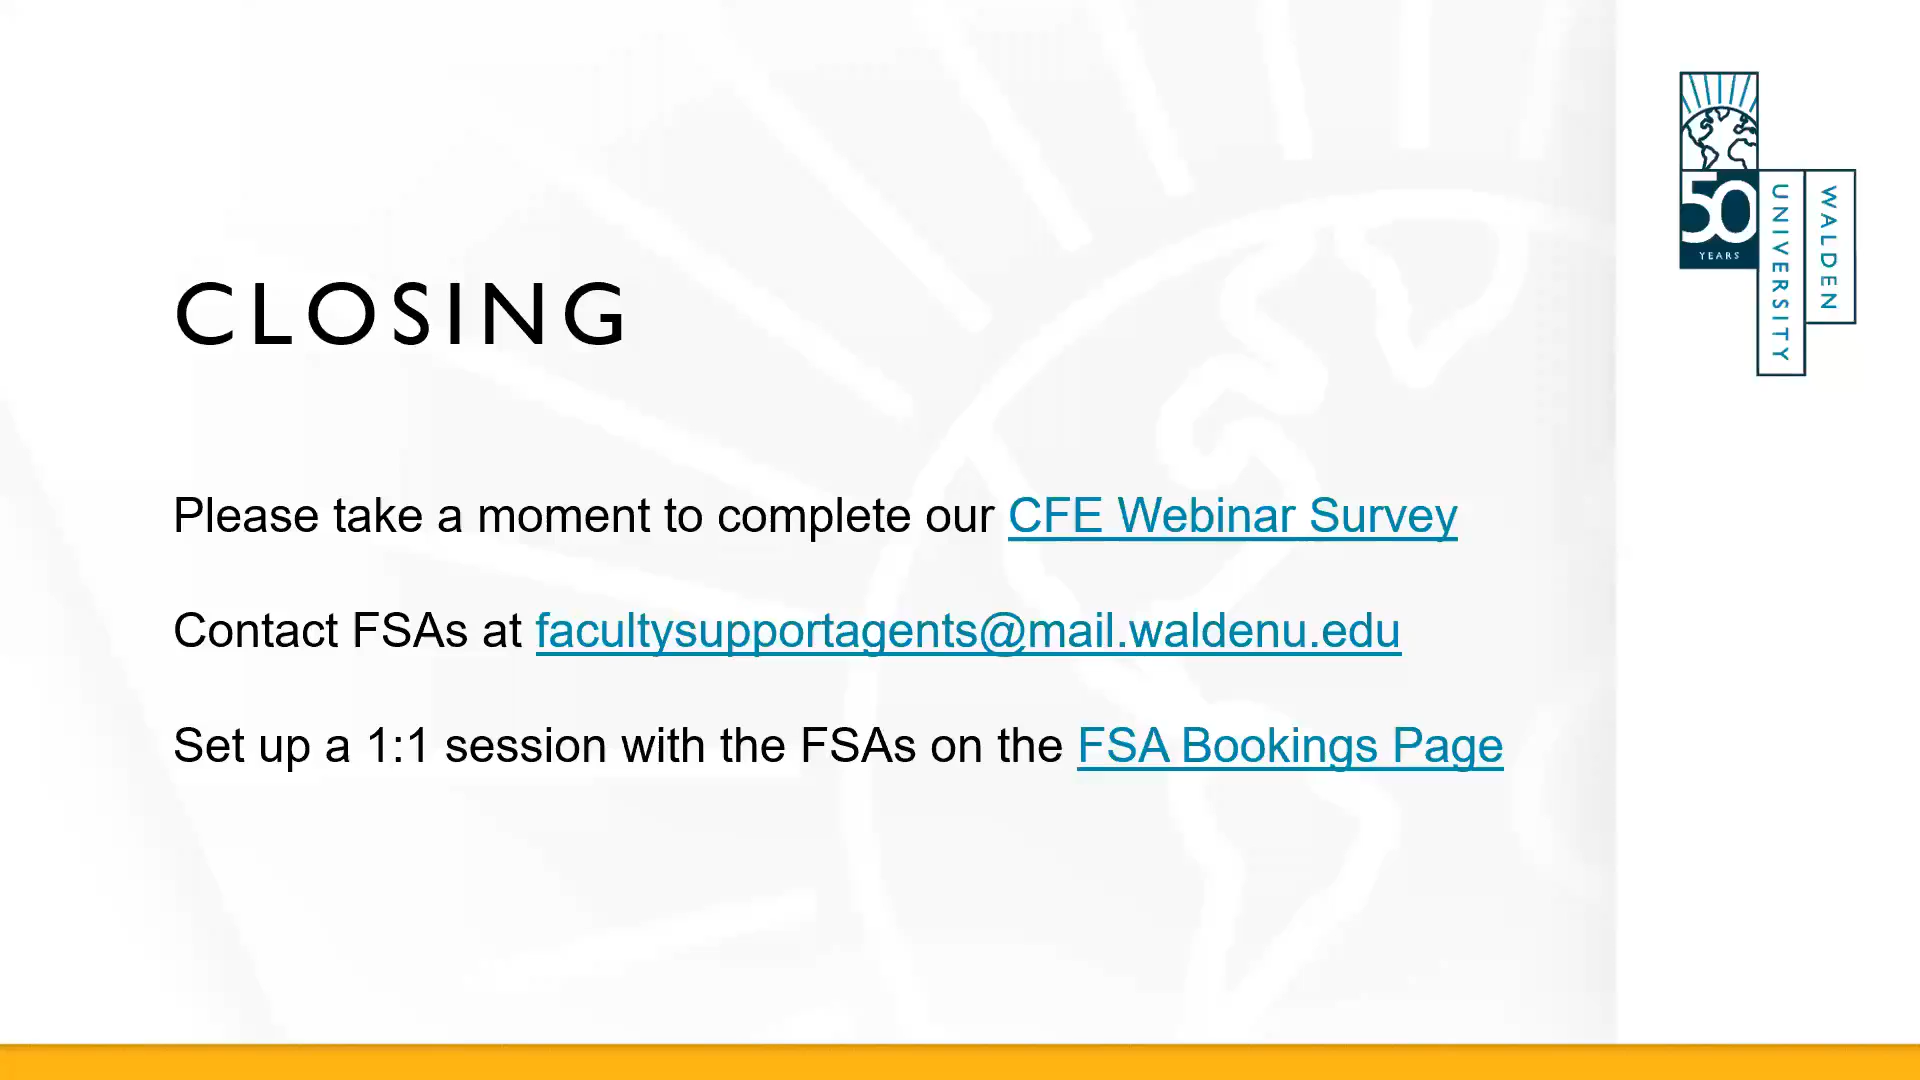 CLOSING
Please take a moment to complete our CFE Webinar Survey
Contact FSAs at facultysupportagents@mail.waldenu.edu
Set up a 1:1 session with the FSAs on the FSA Bookings Page
50
YEARS
WALDEN
UNIVERSITY